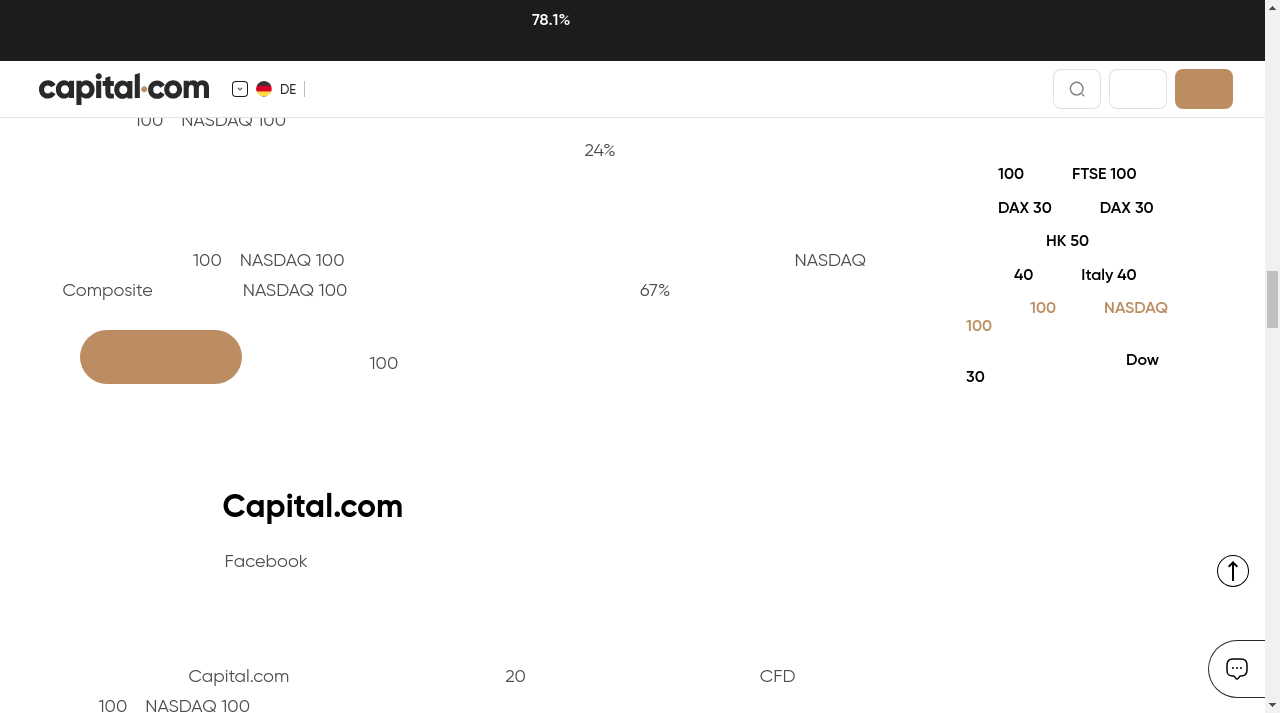 78.1%
capital.com
DE
100 NASDAQ 100
24%
100 NASDAQ 100 NASDAQ
Composite NASDAQ 100 67%
100
100 FTSE 100
DAX 30 DAX 30
HK 50
40 Italy 40
100 NASDAQ
100
Dow
30
Capital.com
Facebook
Capital.com 20 CFD
100 NASDAQ 100